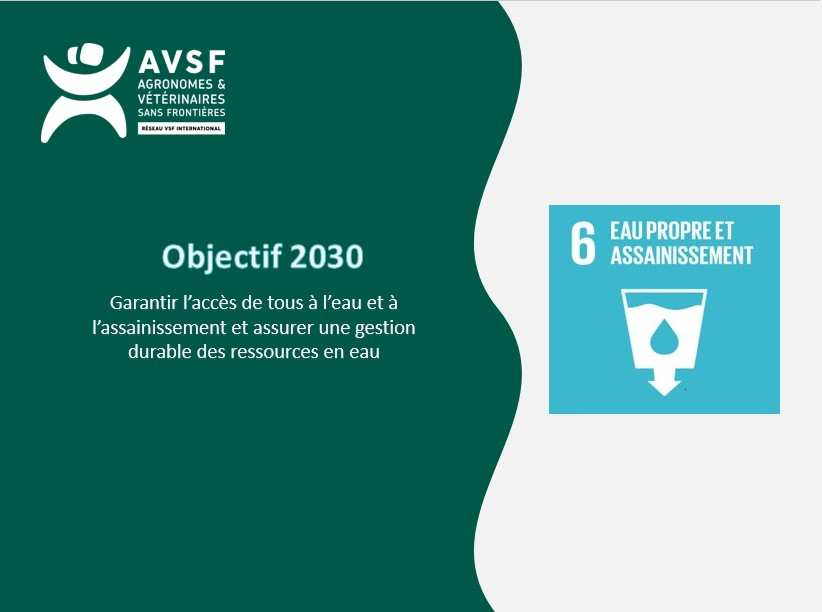 AVSF
AGRONOMES &
VÉTÉRINAIRES
SANS FRONTIÈRES
RÉSEAU VSF INTERNATIONAL
Objectif 2030
Garantir l’accès de tous à l’eau et à
l’assainissement et assurer une gestion
durable des ressources en eau
6 EAU PROPRE ET
ASSAINISSEMENT